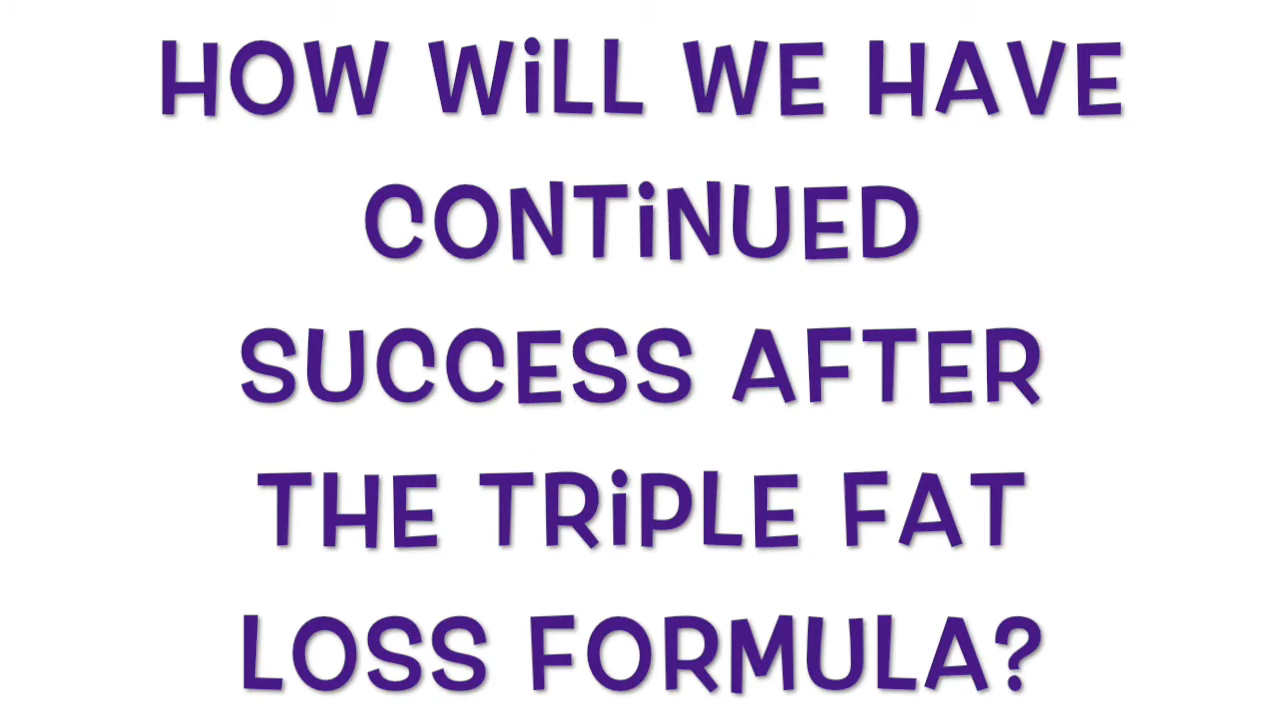 HOW WiLL WE HAVE
CONTiNUED
SUCCESS AFTER
THE TRiPLE FAT
LOSS FORMULA?